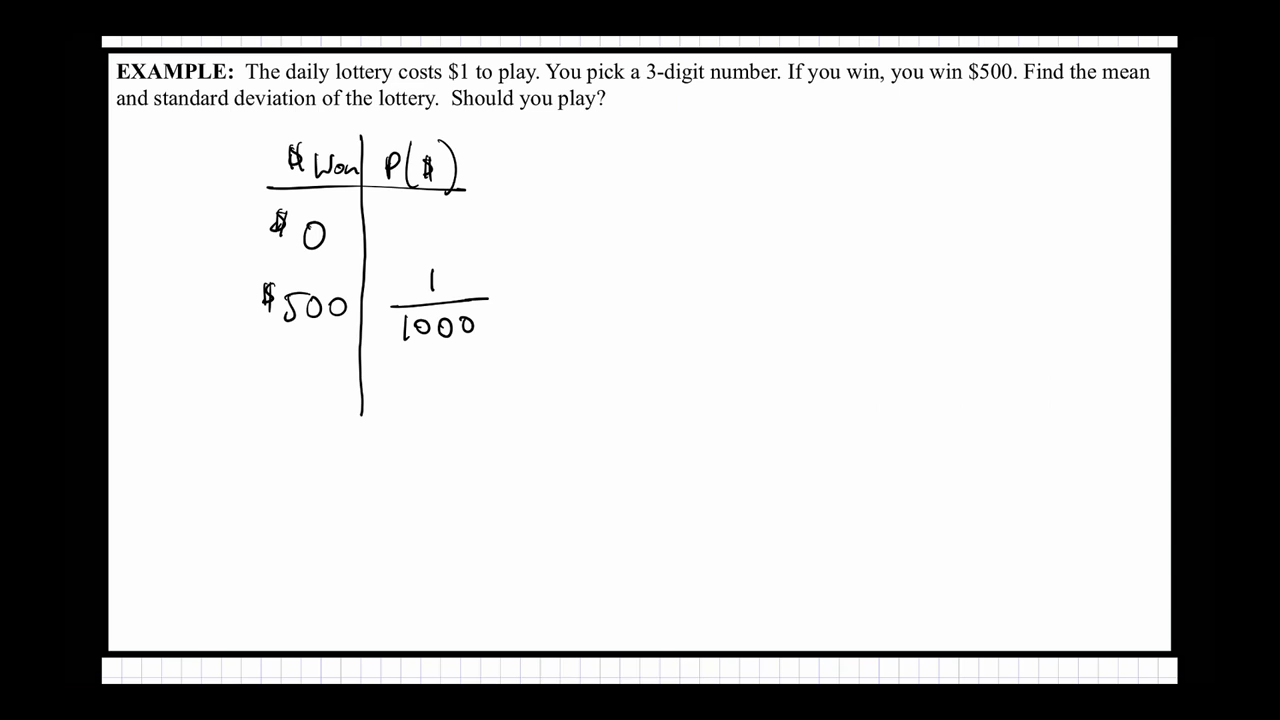 EXAMPLE: The daily lottery costs $1 to play. You pick a 3-digit number. If you win, you win $500. Find the mean
and standard deviation of the lottery. Should you play?
$ Won P($)
$ 0
$500 1/1000